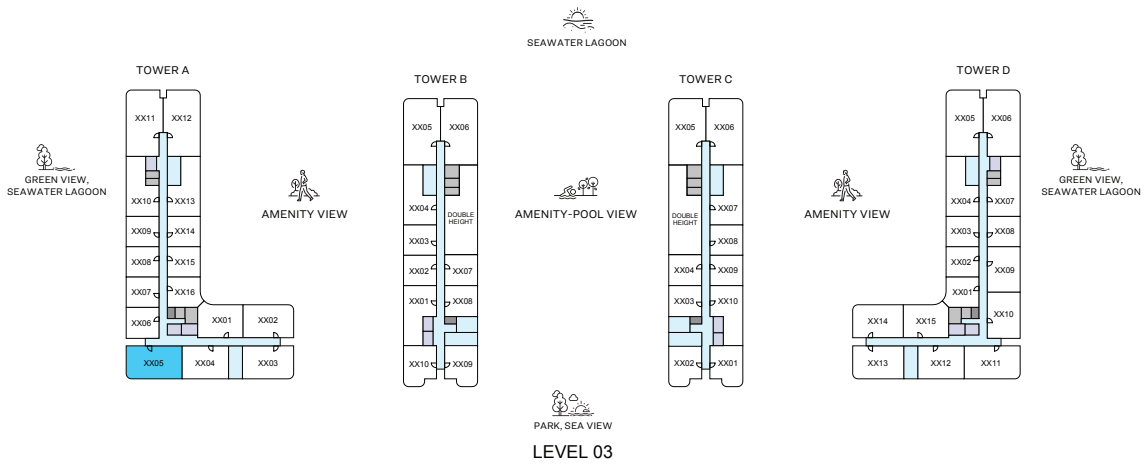 SEAWATER LAGOON
TOWER A
TOWER B
TOWER C
TOWER D
XX11 XX12
XX05 XX06
XX05 XX06
XX05 XX06
GREEN VIEW,
SEAWATER LAGOON
GREEN VIEW,
SEAWATER LAGOON
XX10 XX13
XX04
XX07
XX04 XX07
AMENITY VIEW
AMENITY-POOL VIEW
AMENITY VIEW
DOUBLE
HEIGHT
DOUBLE
HEIGHT
XX09 XX14
XX03
XX08
XX03 XX08
XX08 XX15
XX02 XX07
XX04 XX09
XX02 XX09
XX07 XX16
XX01 XX08
XX03 XX10
XX01
XX06 XX01 XX02
XX14 XX15 XX10
XX05 XX04 XX03
XX10 XX09
XX02 XX01
XX13 XX12 XX11
PARK, SEA VIEW
LEVEL 03